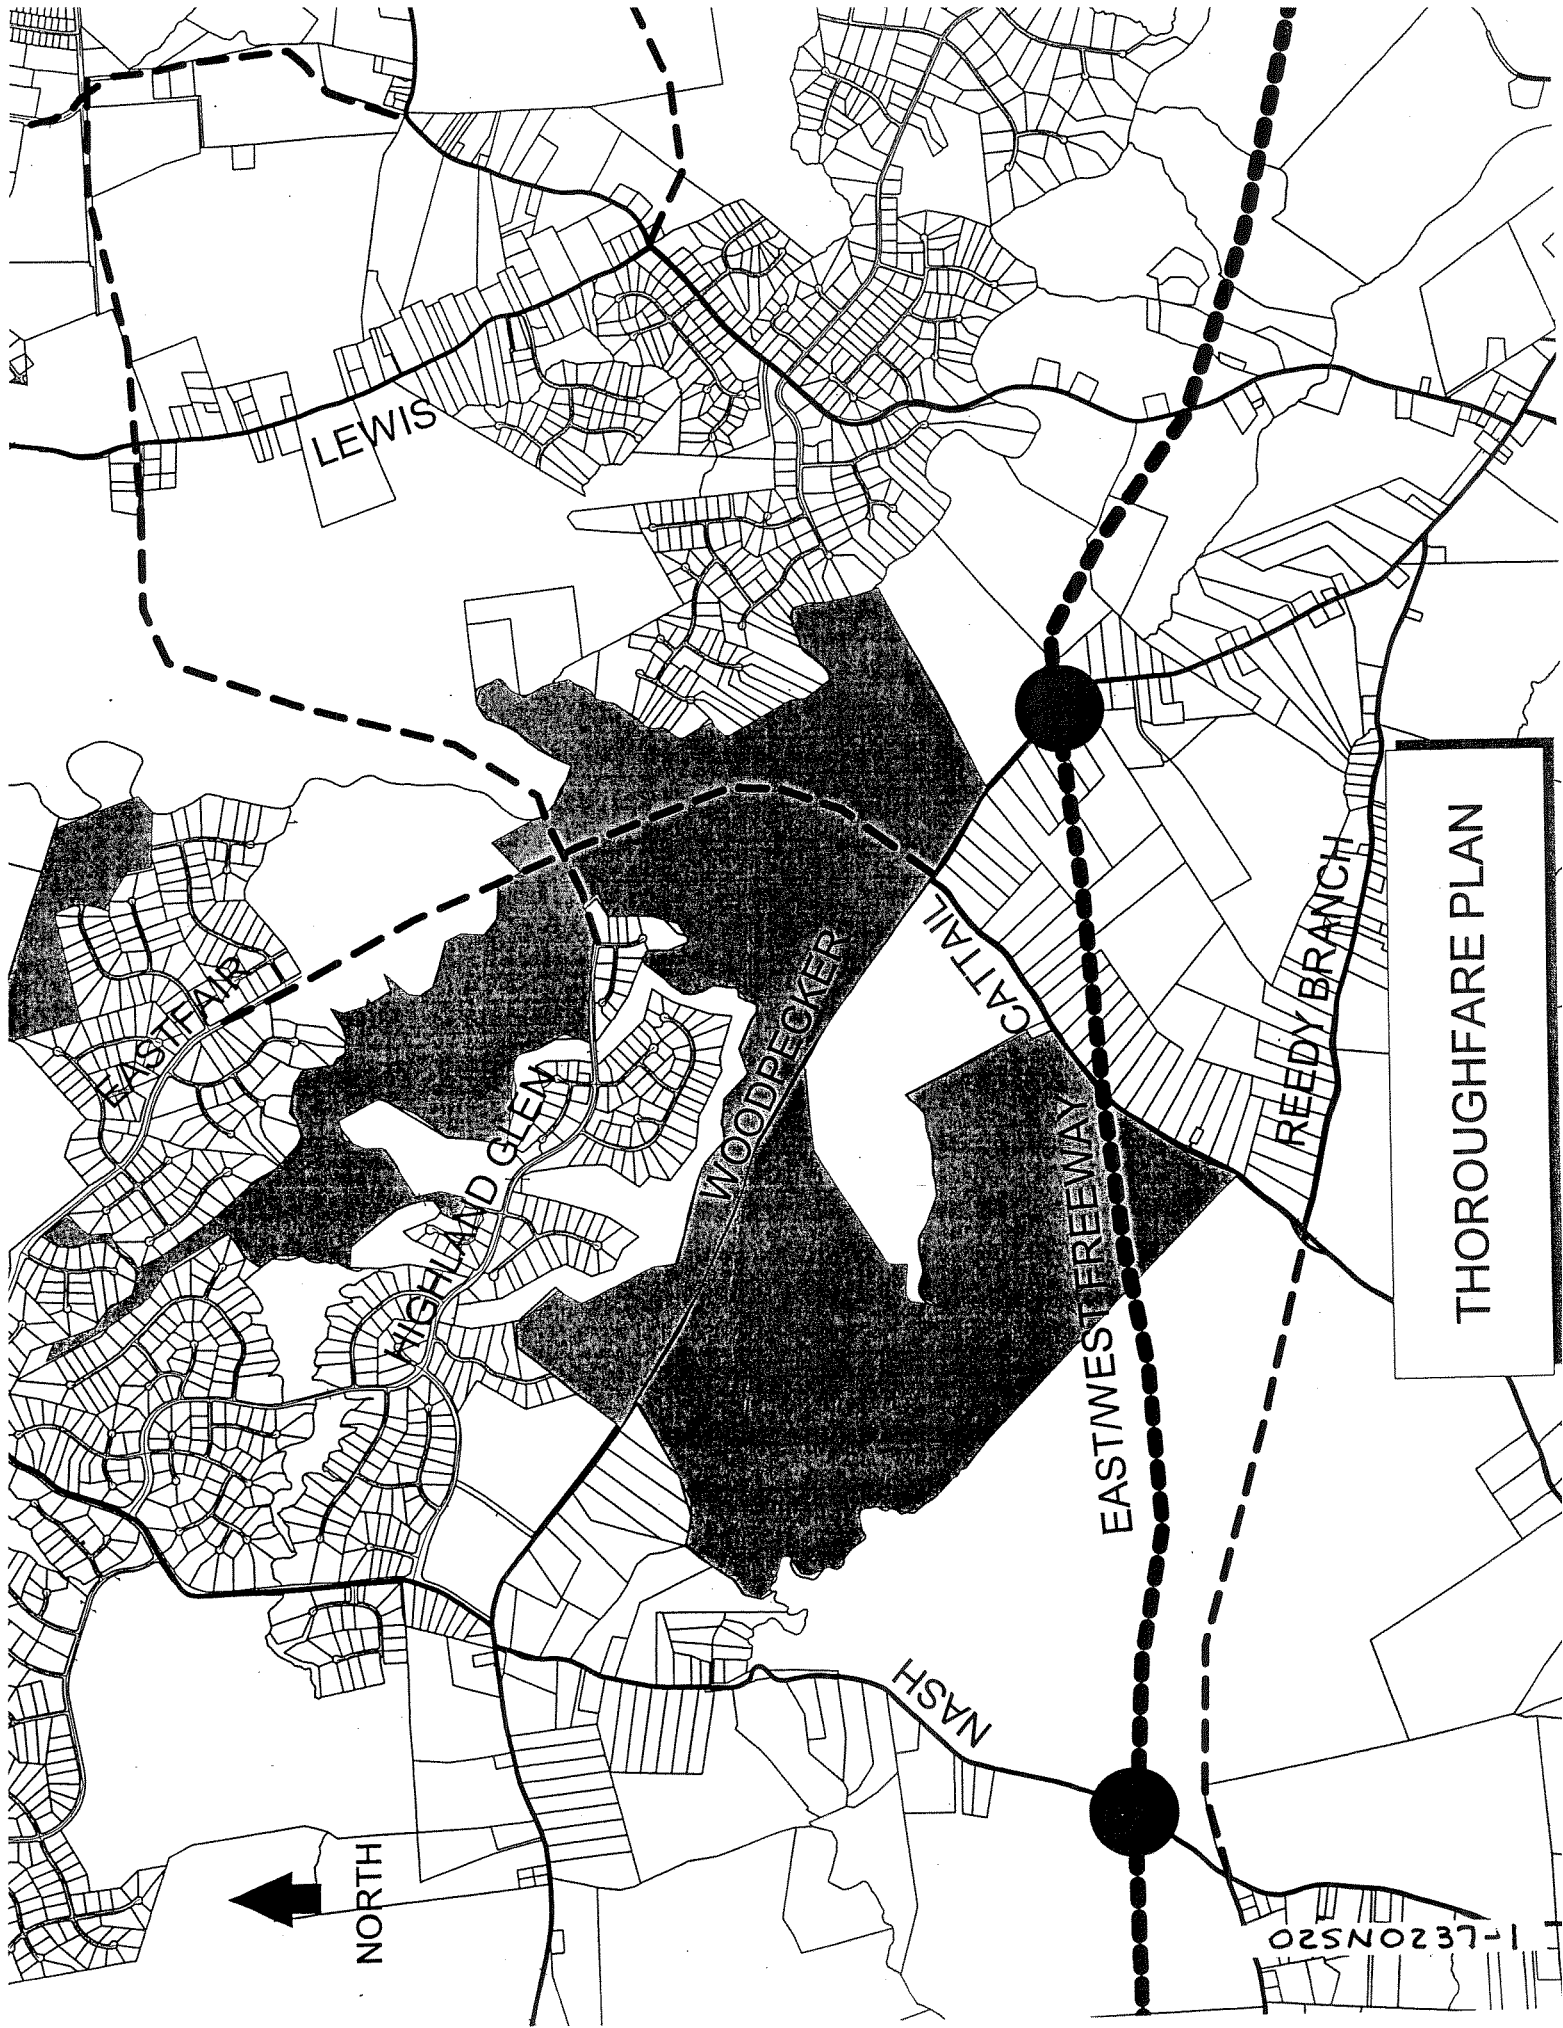 LEWIS
EASTFAIR
HIGHLAND GLEN
WOODPECKER
CATTAIL
REEDY BRANCH
EAST/WEST FREEWAY
NASH
NORTH
THOROUGHFARE PLAN
02SN0237-1